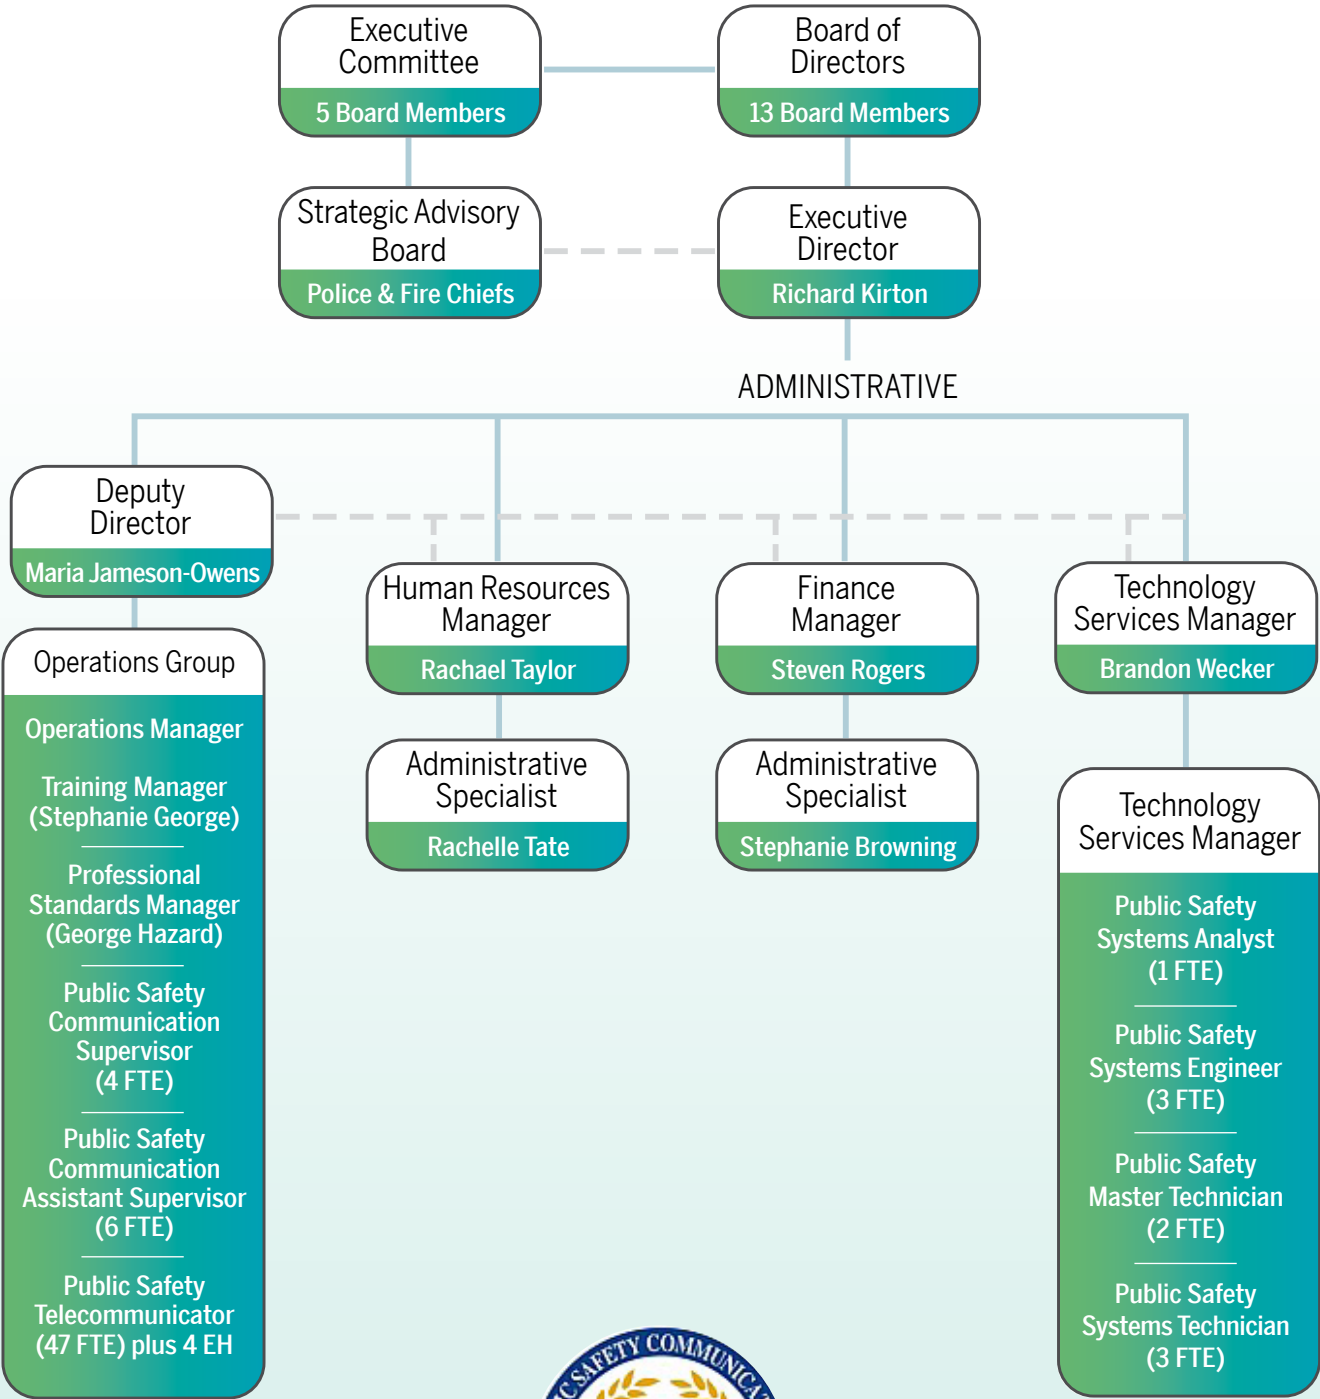 Executive
Committee
5 Board Members
Board of
Directors
13 Board Members
Strategic Advisory
Board
Police & Fire Chiefs
Executive
Director
Richard Kirton
ADMINISTRATIVE
Deputy
Director
Maria Jameson-Owens
Human Resources
Manager
Rachael Taylor
Finance
Manager
Steven Rogers
Technology
Services Manager
Brandon Wecker
Operations Group
Operations Manager
Training Manager
(Stephanie George)
Professional
Standards Manager
(George Hazard)
Public Safety
Communication
Supervisor
(4 FTE)
Public Safety
Communication
Assistant Supervisor
(6 FTE)
Public Safety
Telecommunicator
(47 FTE) plus 4 EH
Administrative
Specialist
Rachelle Tate
Administrative
Specialist
Stephanie Browning
Technology
Services Manager
Public Safety
Systems Analyst
(1 FTE)
Public Safety
Systems Engineer
(3 FTE)
Public Safety
Master Technician
(2 FTE)
Public Safety
Systems Technician
(3 FTE)
SAFETY